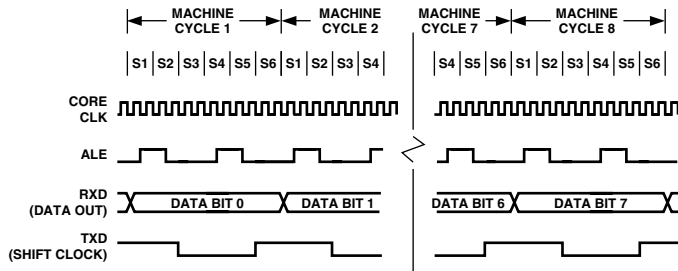 MACHINE CYCLE 1
MACHINE CYCLE 2
MACHINE CYCLE 7
MACHINE CYCLE 8
S1 S2 S3 S4 S5 S6 S1 S2 S3 S4 S4 S5 S6 S1 S2 S3 S4 S5 S6
CORE CLK
ALE
RXD (DATA OUT)
DATA BIT 0
DATA BIT 1
DATA BIT 6
DATA BIT 7
TXD (SHIFT CLOCK)